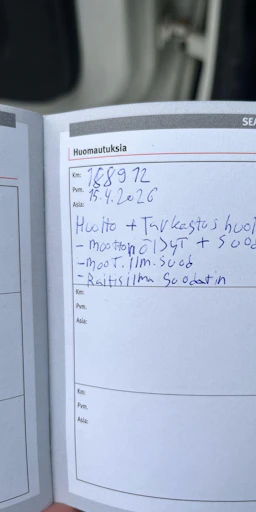 SEA
Huomautuksia
Km: 188912
Pvm. 15.4.2026
Asia:
Huolto + Tarkastus huol
- moottoriöljyt + Suod
- moot. ilm. suod
- Raitisilma Suodatin
Km:
Pvm.
Asia:
Km:
Pvm.
Asia: